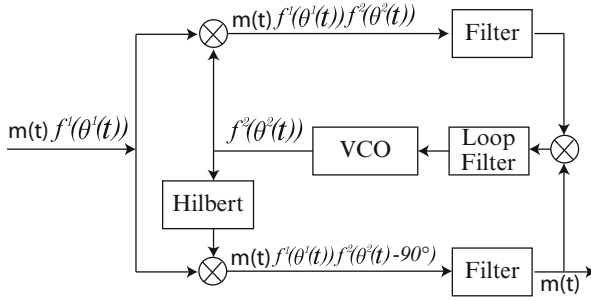 m(t) f¹(θ¹(t)) f²(θ²(t))
Filter
m(t) f¹(θ¹(t))
f²(θ²(t))
VCO
Loop
Filter
Hilbert
m(t) f¹(θ¹(t)) f²(θ²(t) -90°)
Filter
m(t)